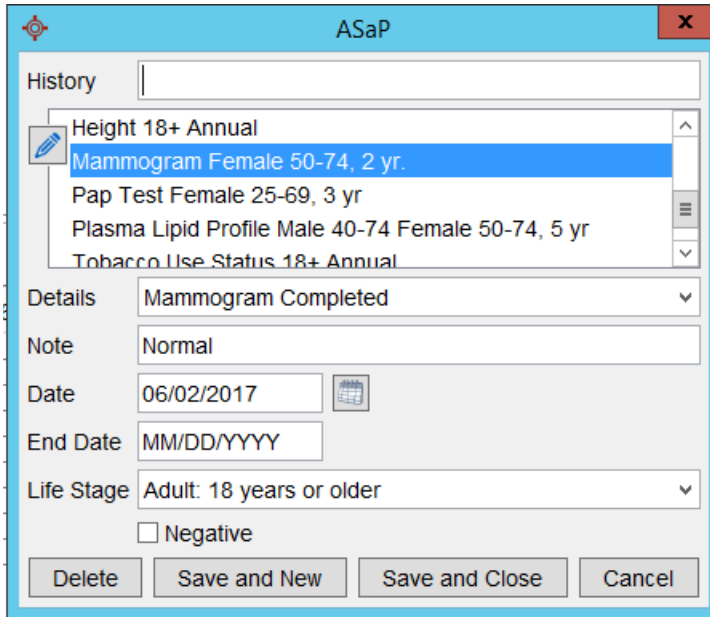 ASaP
x
History
Height 18+ Annual
Mammogram Female 50-74, 2 yr.
Pap Test Female 25-69, 3 yr
Plasma Lipid Profile Male 40-74 Female 50-74, 5 yr
Tobacco Use Status 18+ Annual
Details Mammogram Completed
Note Normal
Date 06/02/2017
End Date MM/DD/YYYY
Life Stage Adult: 18 years or older
Negative
Delete Save and New Save and Close Cancel